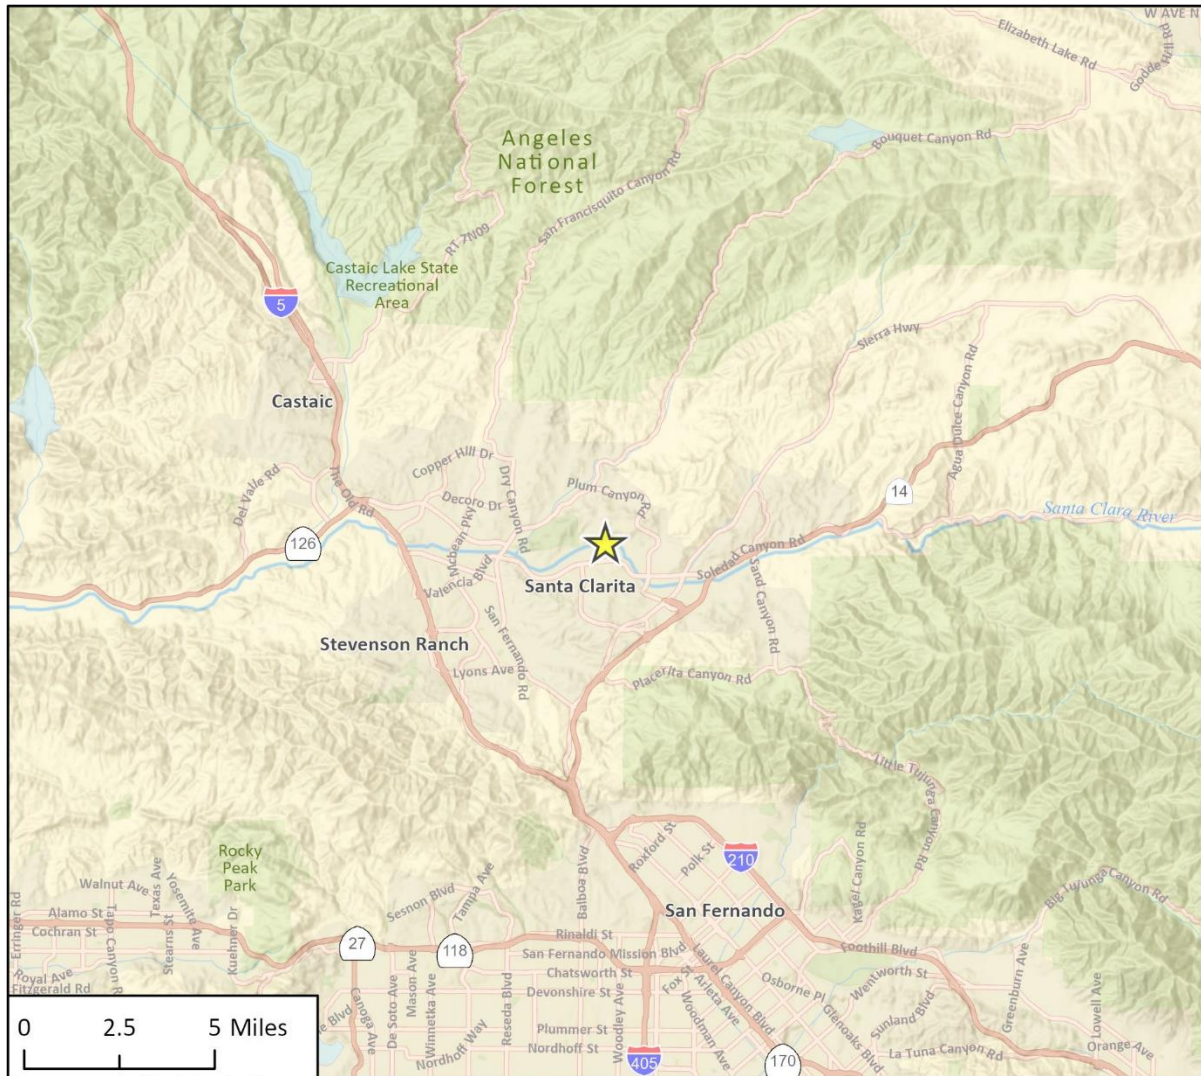 W AVE N
Elizabeth Lake Rd
Godde Hill Rd
Angeles
National
Forest
Bouquet Canyon Rd
San Francisquito Canyon Rd
RT 7N09
Castaic Lake State
Recreational
Area
5
Sierra Hwy
Agua Dulce Canyon Rd
Castaic
Copper Hill Dr
Del Valle Rd
The Old Rd
Dry Canyon Rd
Decoro Dr
Plum Canyon Rd
14
Santa Clara River
126
Mcbean Pky
Valencia Blvd
Soledad Canyon Rd
Santa Clarita
Sand Canyon Rd
San Fernando Rd
Stevenson Ranch
Lyons Ave
Placerita Canyon Rd
Little Tujunga Canyon Rd
Rocky
Peak
Park
Roxford St
Polk St
210
Balboa Blvd
Kagel Canyon Rd
Walnut Ave
Texas Ave
Yosemite Ave
Sesnon Blvd
Tampa Ave
San Fernando
Big Tujunga Canyon Rd
Erringer Rd
Alamo St
Cochran St
Tapo Canyon R
Stearns St
Kuehner Dr
27
118
Rinaldi St
San Fernando Mission Blvd
Laurel Canyon Blvd
Foothill Blvd
Royal Ave
Fitzgerald Rd
Chatsworth St
Devonshire St
Fox St
Arleta Ave
Osborne Pl
Wentworth St
Greenburn Ave
Lowell Ave
De Soto Ave
Mason Ave
Winnetka Ave
Reseda Blvd
Woodley Ave
Woodman Ave
Glenoaks Blvd
Sunland Blvd
Canoga Ave
e Blvd
Nordhoff Way
Plummer St
Nordhoff St
405
170
La Tuna Canyon Rd
Orange Ave
0 2.5 5 Miles